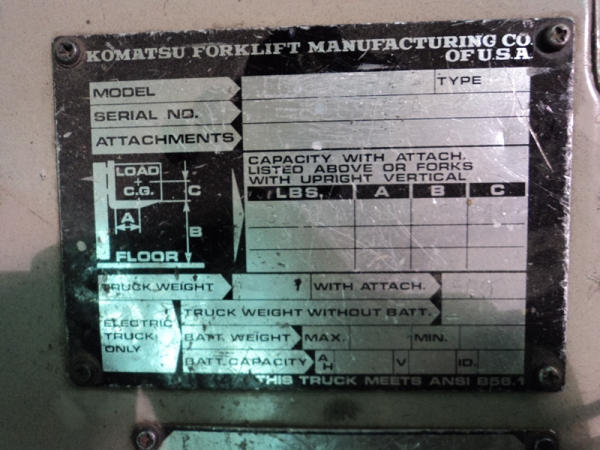 KOMATSU FORKLIFT MANUFACTURING CO.
OF U.S.A.
MODEL TYPE
SERIAL NO.
ATTACHMENTS
CAPACITY WITH ATTACH.
LISTED ABOVE OR FORKS
WITH UPRIGHT VERTICAL
LBS. A B C
LOAD
C.G. C
A
B
FLOOR
TRUCK WEIGHT WITH ATTACH.
ELECTRIC
TRUCK
ONLY
TRUCK WEIGHT WITHOUT BATT.
BATT. WEIGHT MAX. MIN.
BATT. CAPACITY A
H V ID.
THIS TRUCK MEETS ANSI B56.1